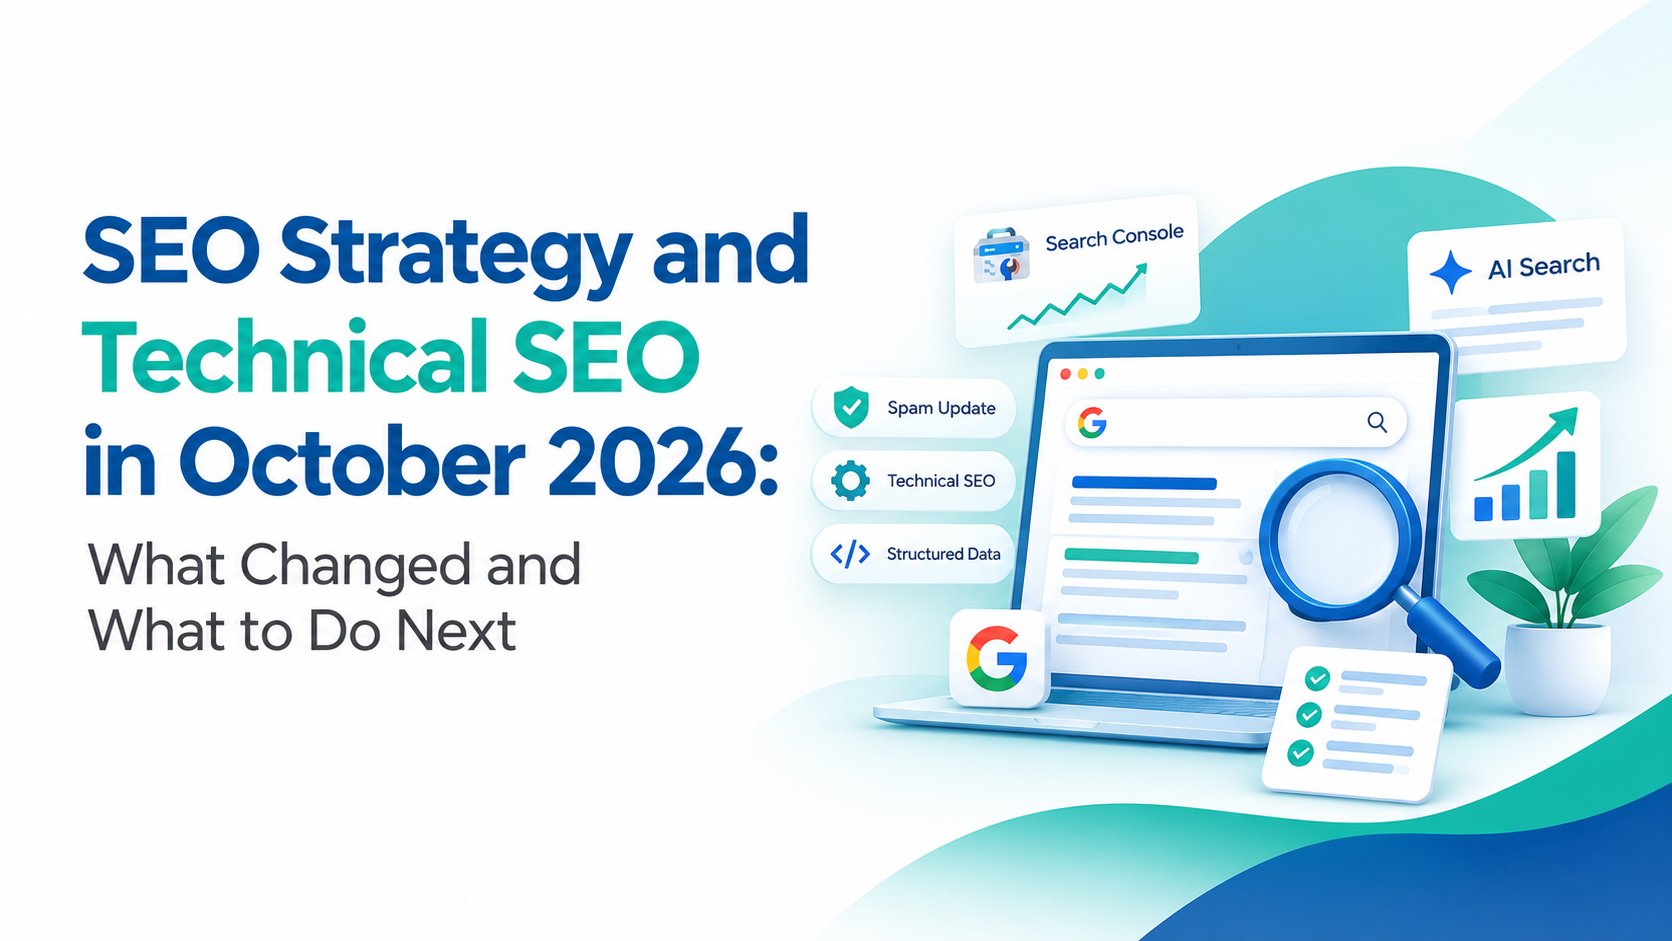 SEO Strategy and
Technical SEO
in October 2026:
What Changed and
What to Do Next
Search Console
AI Search
Spam Update
Technical SEO
Structured Data